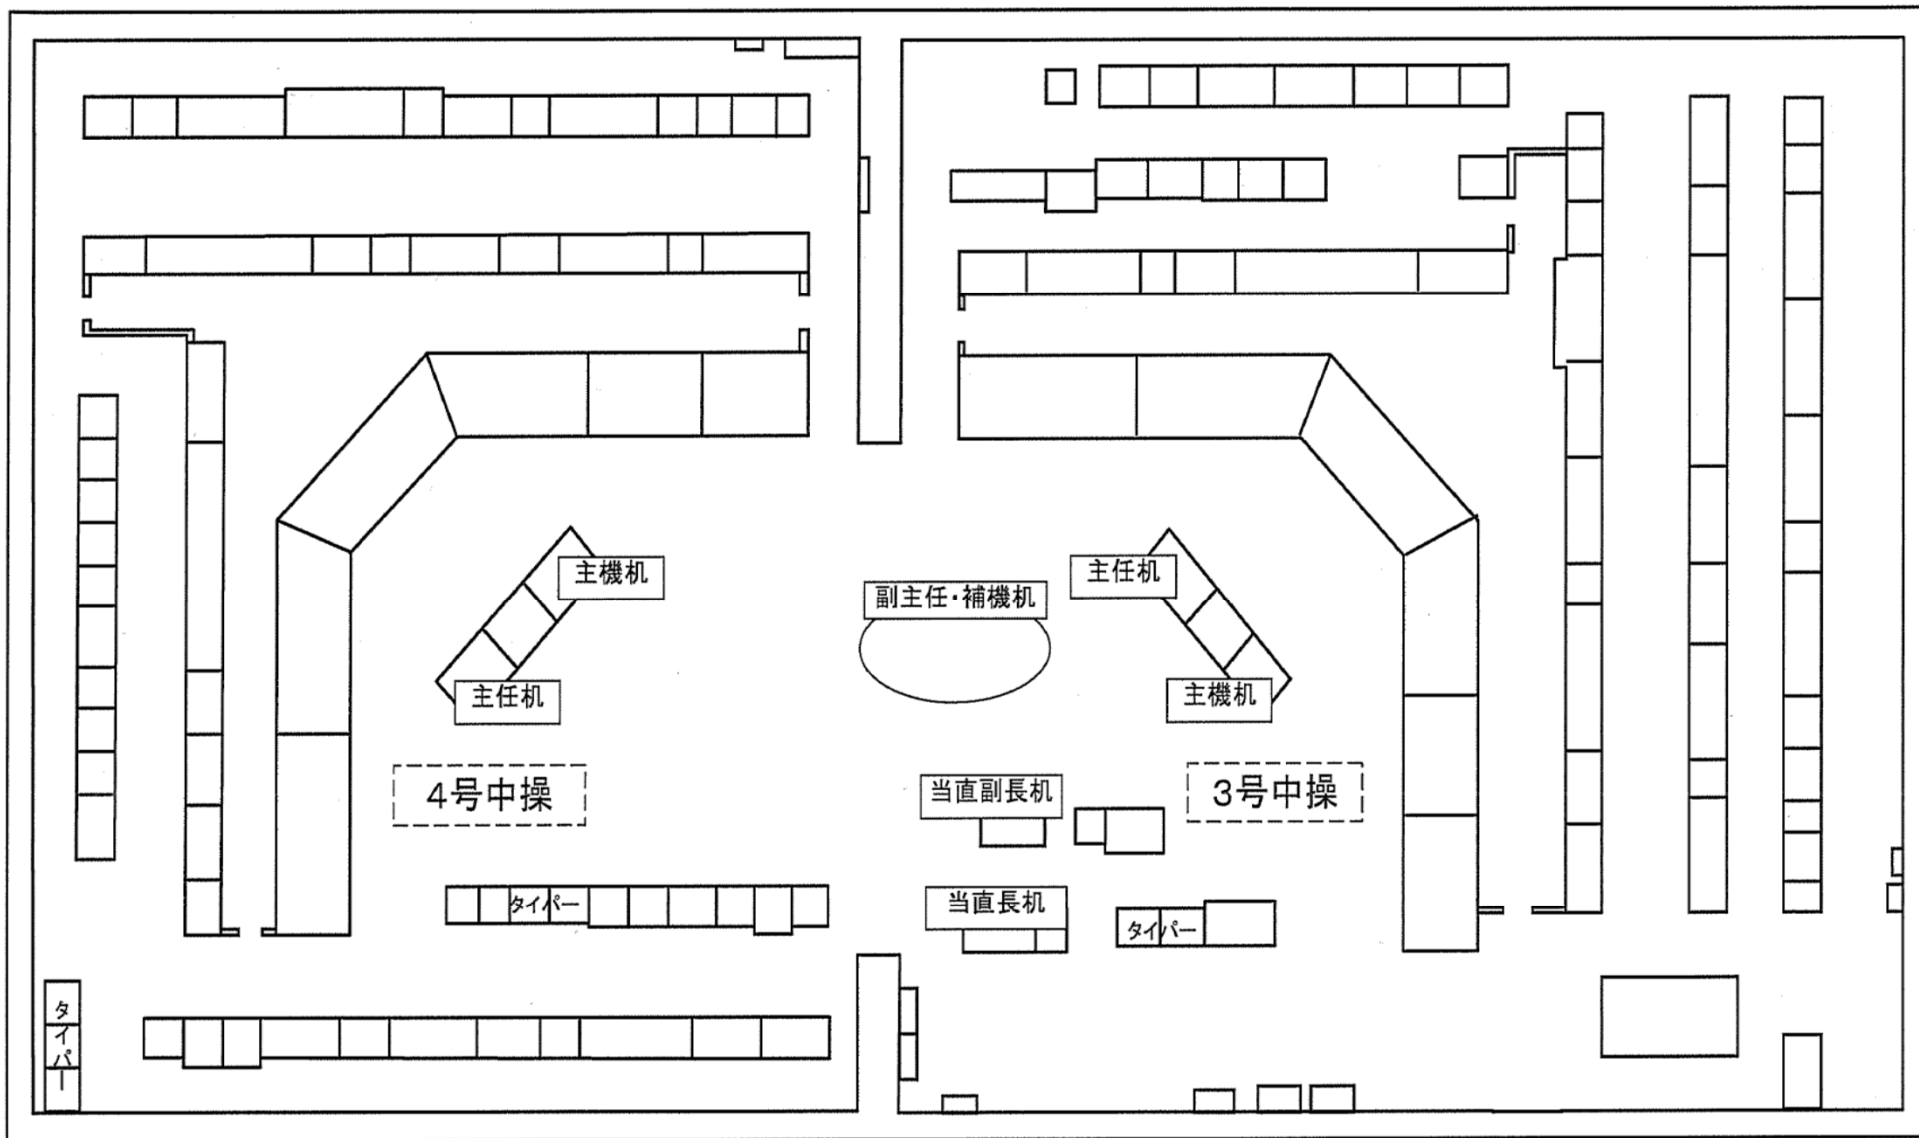 主機机
主任机
副主任・補機机
主任机
主機机
4号中操
当直副長机
3号中操
タイパー
当直長机
タイパー
タイパー